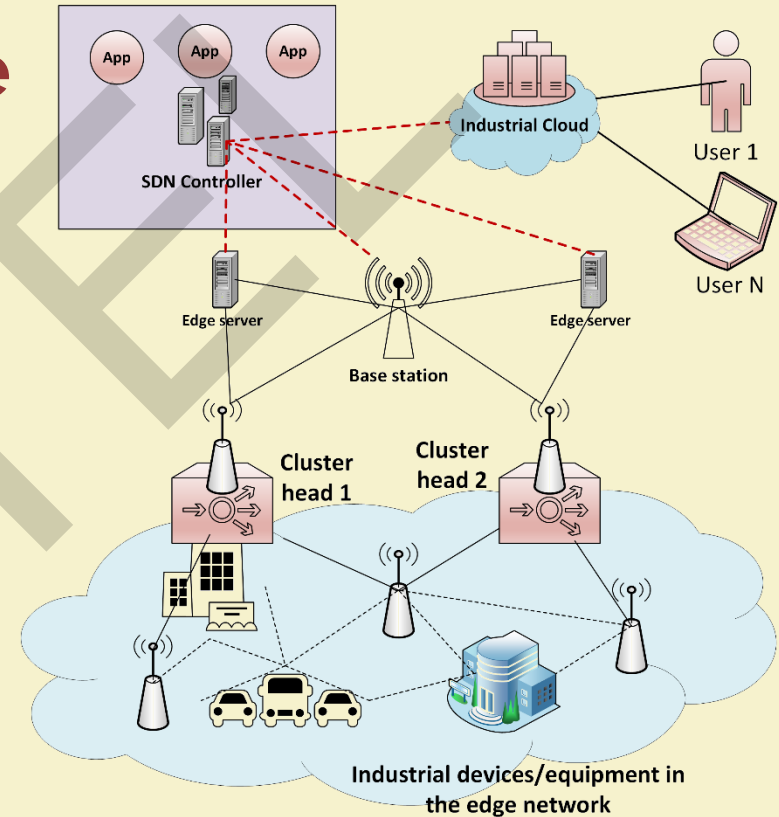 e
App
App
App
SDN Controller
Industrial Cloud
User 1
User N
Edge server
Edge server
Base station
Cluster
head 1
Cluster
head 2
Industrial devices/equipment in
the edge network